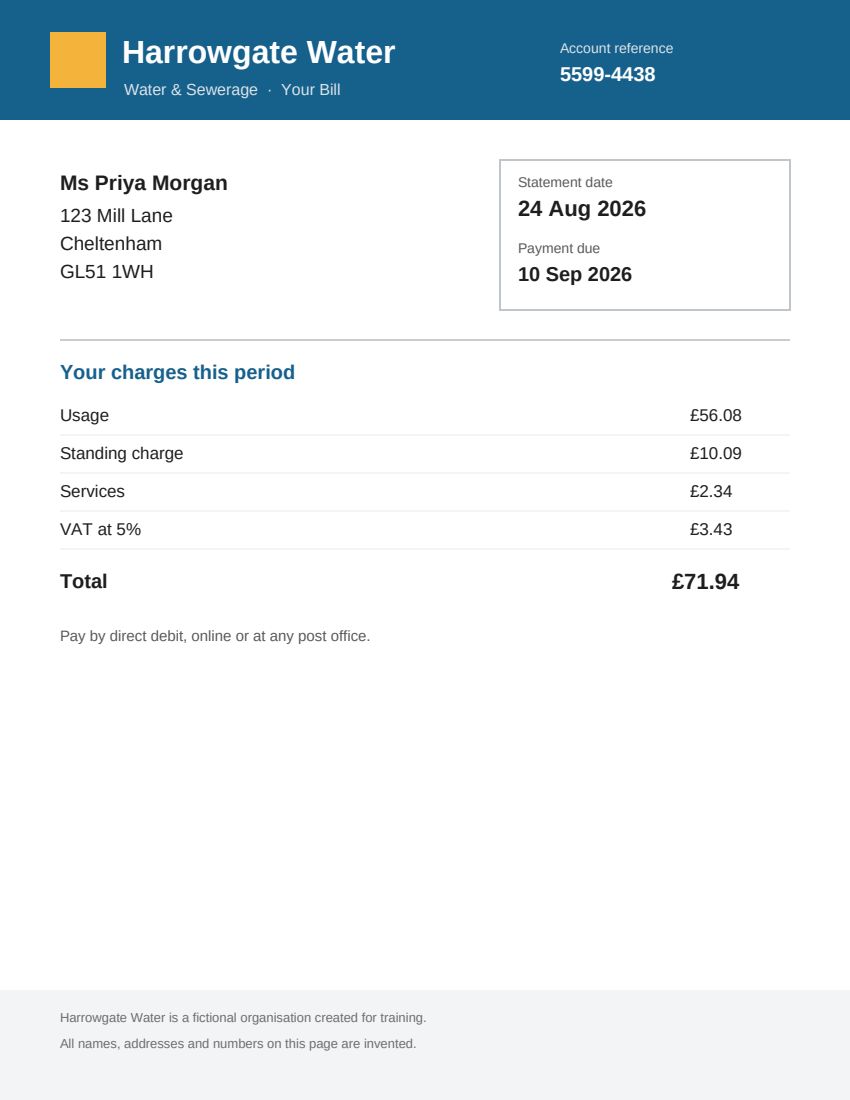 Harrowgate Water
Water & Sewerage · Your Bill
Account reference
5599-4438
Ms Priya Morgan
123 Mill Lane
Cheltenham
GL51 1WH
Statement date
24 Aug 2026
Payment due
10 Sep 2026
Your charges this period
Usage £56.08
Standing charge £10.09
Services £2.34
VAT at 5% £3.43
Total £71.94
Pay by direct debit, online or at any post office.
Harrowgate Water is a fictional organisation created for training.
All names, addresses and numbers on this page are invented.